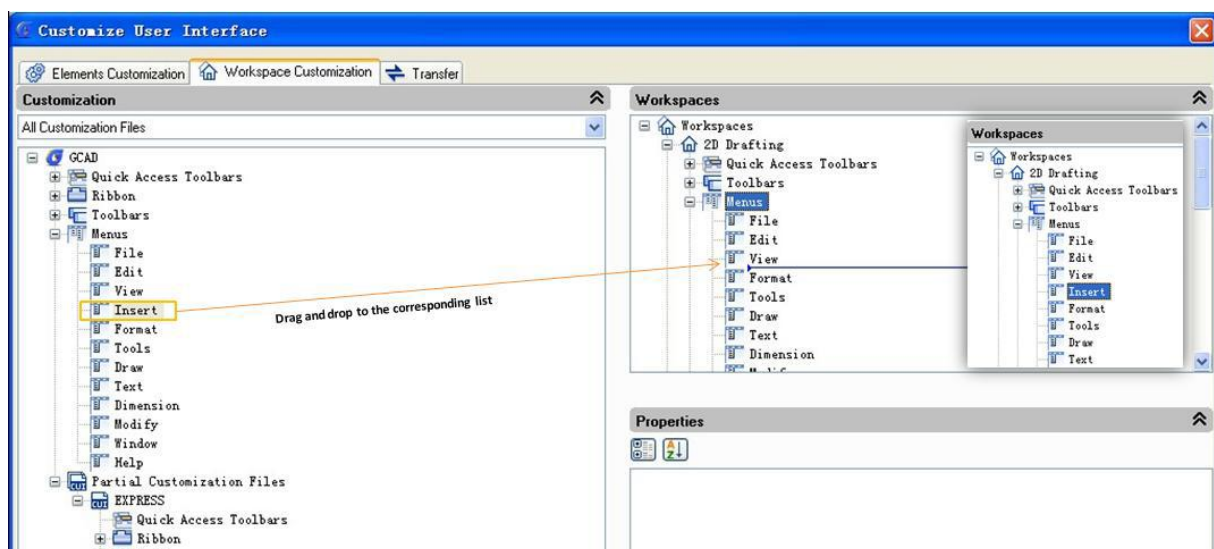 Customize User Interface
Elements Customization Workspace Customization Transfer
Customization
All Customization Files
GCAD
Quick Access Toolbars
Ribbon
Toolbars
Menus
File
Edit
View
Insert
Format
Tools
Draw
Text
Dimension
Modify
Window
Help
Partial Customization Files
CUI
EXPRESS
CUI
Quick Access Toolbars
Ribbon
Drag and drop to the corresponding list
Workspaces
Workspaces
2D Drafting
Quick Access Toolbars
Toolbars
Menus
File
Edit
View
Format
Tools
Draw
Text
Dimension
Workspaces
Workspaces
2D Drafting
Quick Access Toolbars
Toolbars
Menus
File
Edit
View
Insert
Format
Tools
Draw
Text
Properties
A
Z